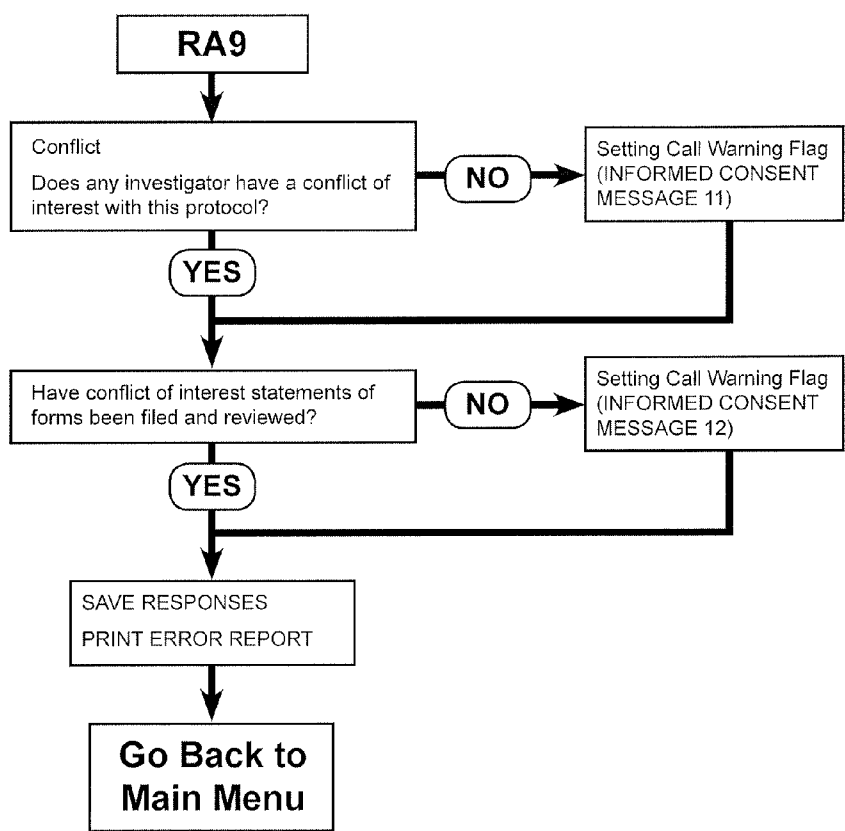 RA9
Conflict
Does any investigator have a conflict of
interest with this protocol?
NO
Setting Call Warning Flag
(INFORMED CONSENT
MESSAGE 11)
YES
Have conflict of interest statements of
forms been filed and reviewed?
NO
Setting Call Warning Flag
(INFORMED CONSENT
MESSAGE 12)
YES
SAVE RESPONSES
PRINT ERROR REPORT
Go Back to
Main Menu